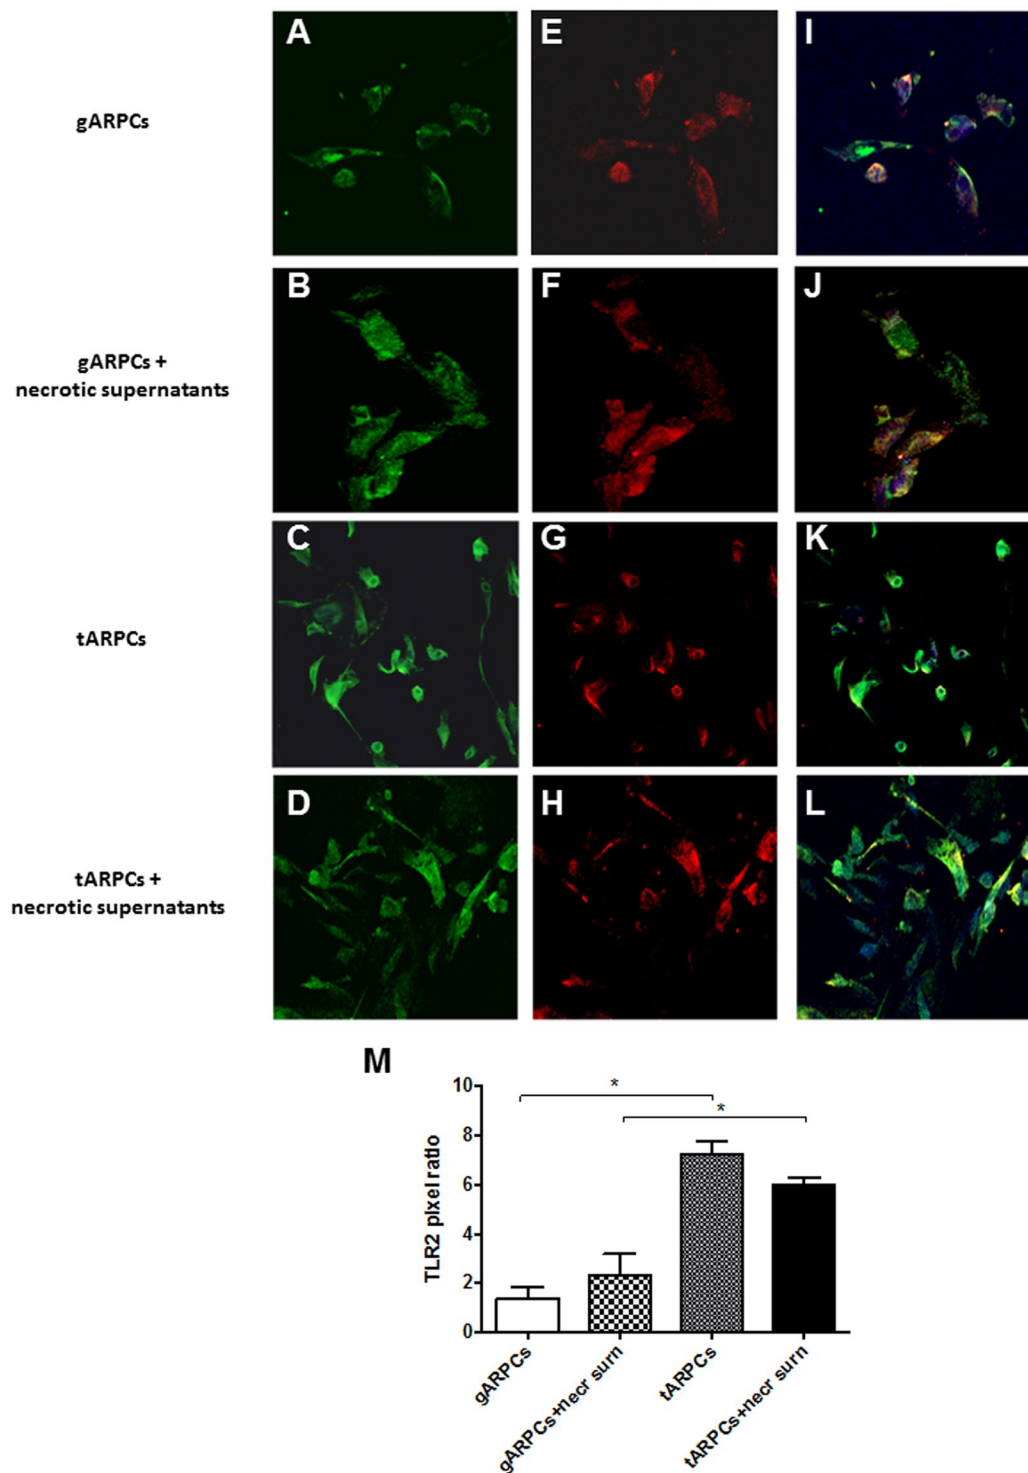 A
E
I
gARPCs
B
F
J
gARPCs +
necrotic supernatants
C
G
K
tARPCs
D
H
L
tARPCs +
necrotic supernatants
M
*
*
TLR2 pixel ratio
10
8
6
4
2
0
gARPCs
gARPCs+necr surn
tARPCs
tARPCs+necr surn